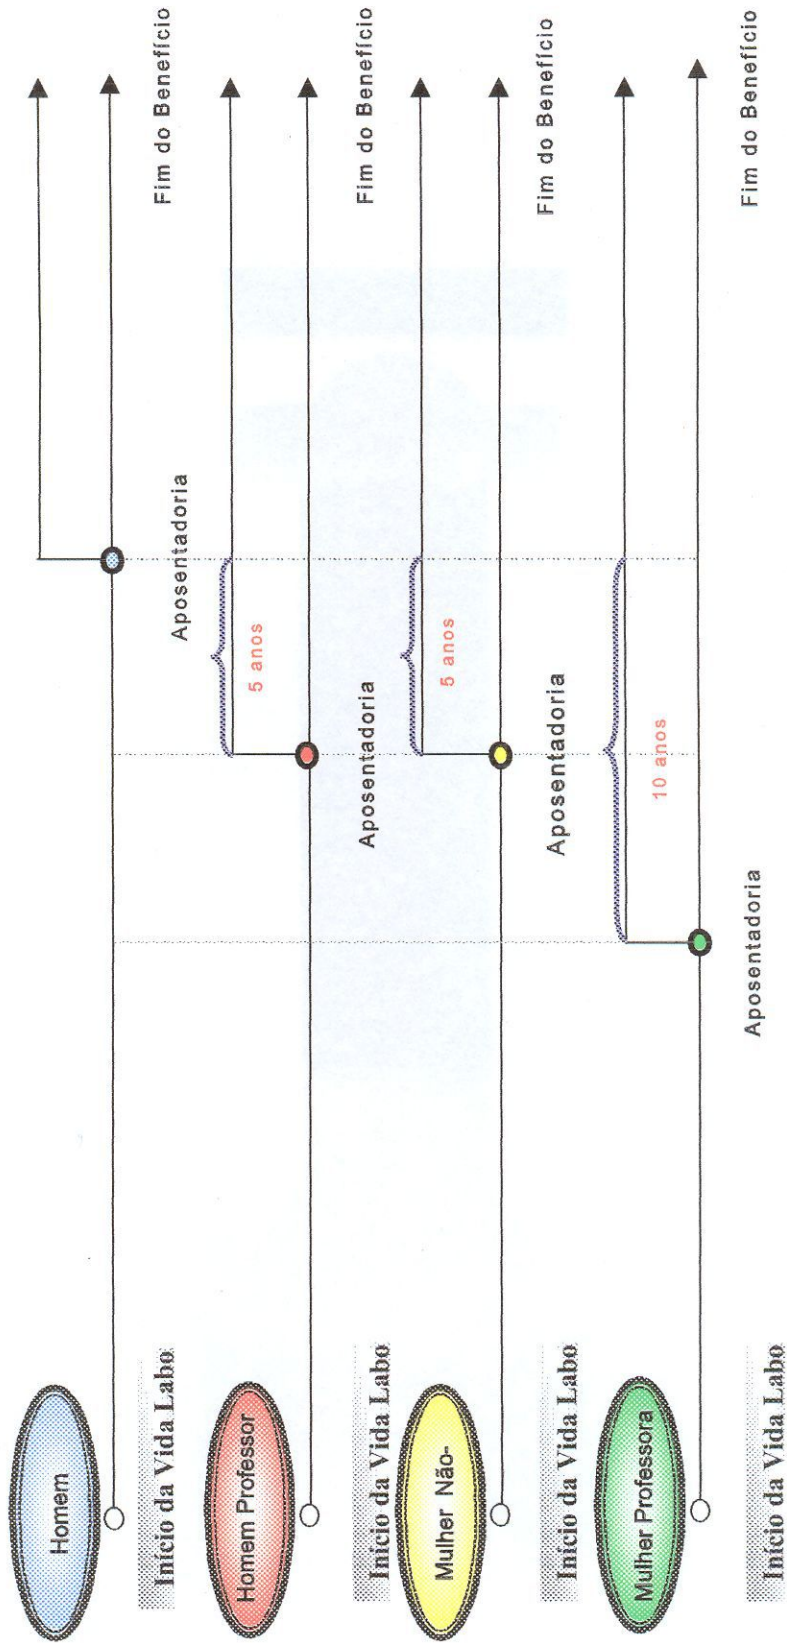 Homem
Início da Vida Labo
Aposentadoria
Fim do Benefício
Homem Professor
5 anos
Início da Vida Labo
Aposentadoria
Fim do Benefício
Mulher Não-
5 anos
Início da Vida Labo
Aposentadoria
Fim do Benefício
Mulher Professora
10 anos
Início da Vida Labo
Aposentadoria
Fim do Benefício